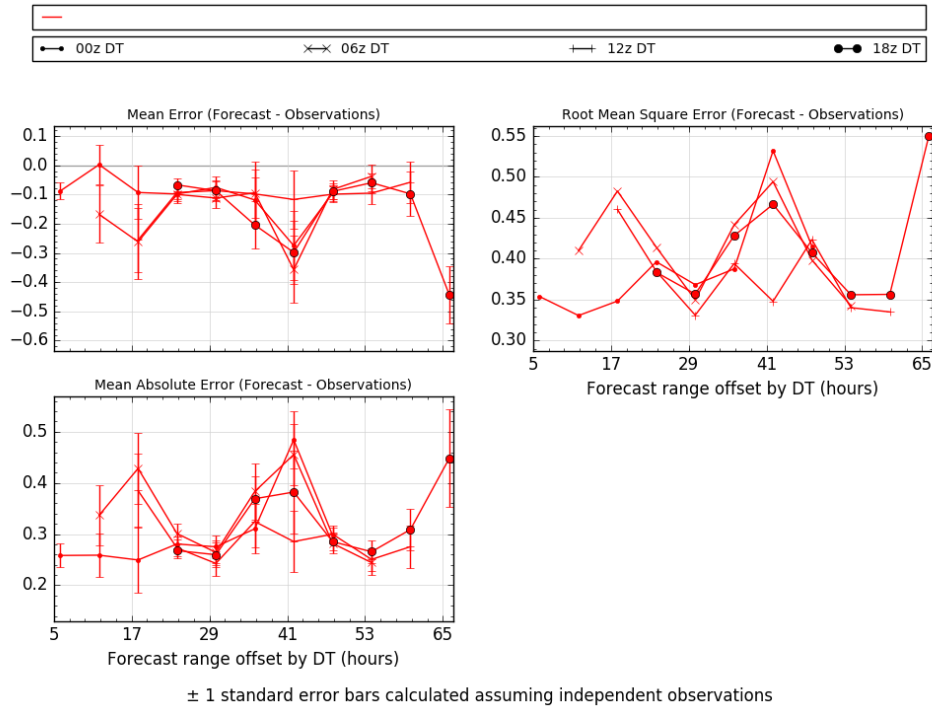 00z DT 06z DT 12z DT 18z DT
Mean Error (Forecast - Observations)
0.1
0.0
−0.1
−0.2
−0.3
−0.4
−0.5
−0.6
Root Mean Square Error (Forecast - Observations)
0.55
0.50
0.45
0.40
0.35
0.30
5 17 29 41 53 65
Forecast range offset by DT (hours)
Mean Absolute Error (Forecast - Observations)
0.5
0.4
0.3
0.2
5 17 29 41 53 65
Forecast range offset by DT (hours)
± 1 standard error bars calculated assuming independent observations